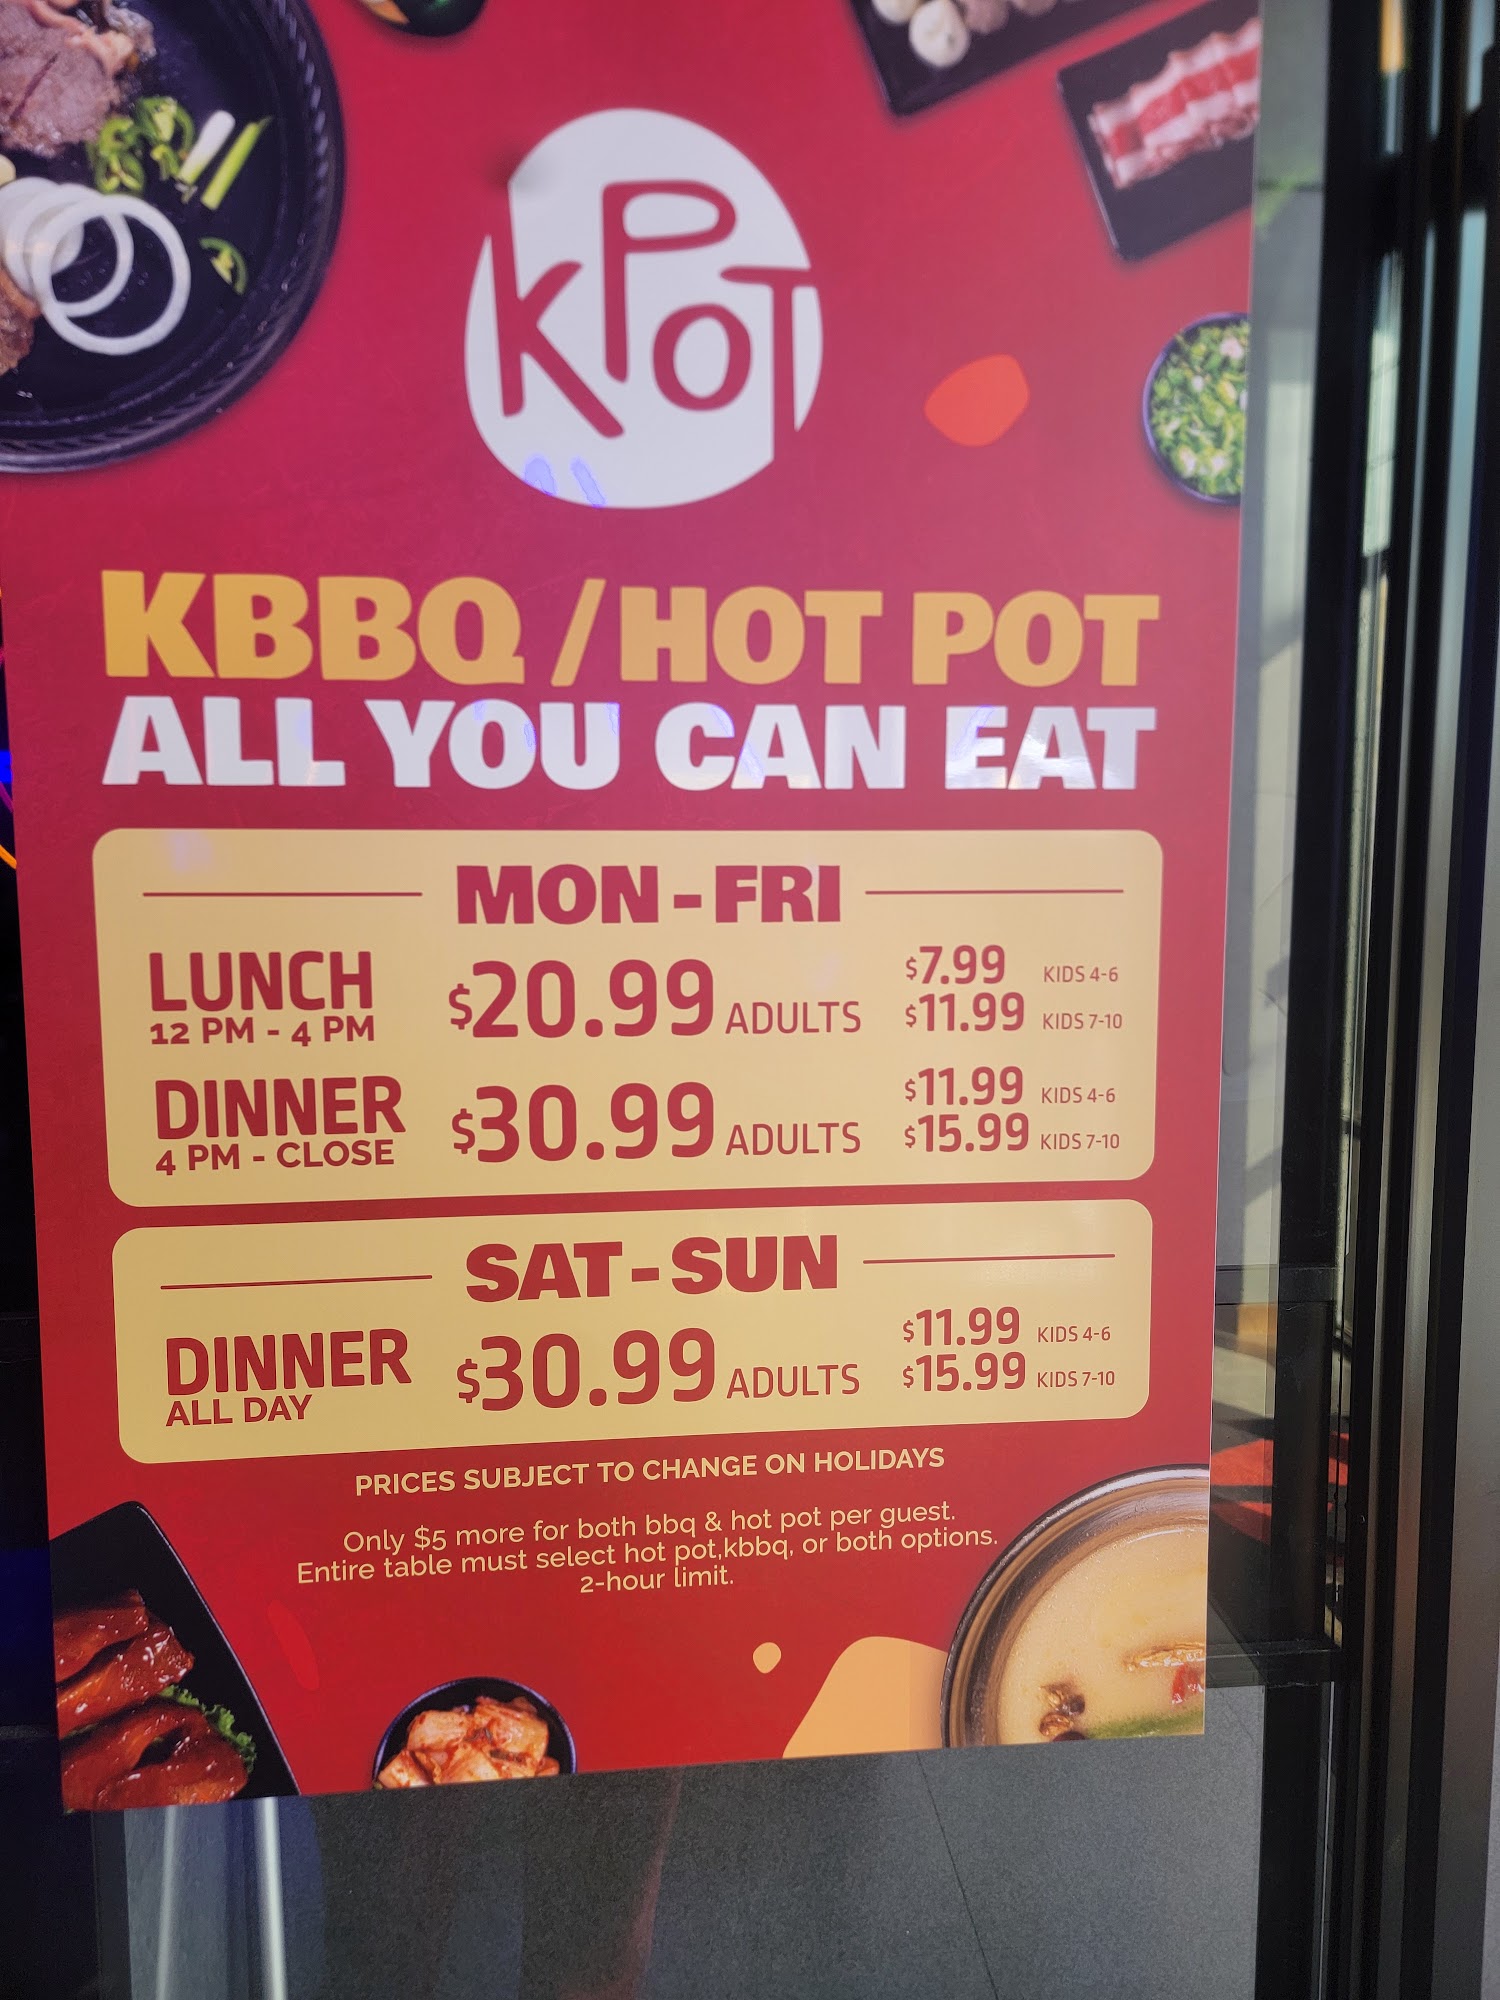 KPOT
KBBQ / HOT POT
ALL YOU CAN EAT
MON - FRI
LUNCH
12 PM - 4 PM
$20.99 ADULTS
$7.99 KIDS 4-6
$11.99 KIDS 7-10
DINNER
4 PM - CLOSE
$30.99 ADULTS
$11.99 KIDS 4-6
$15.99 KIDS 7-10
SAT - SUN
DINNER
ALL DAY
$30.99 ADULTS
$11.99 KIDS 4-6
$15.99 KIDS 7-10
PRICES SUBJECT TO CHANGE ON HOLIDAYS
Only $5 more for both bbq & hot pot per guest.
Entire table must select hot pot,kbbq, or both options.
2-hour limit.